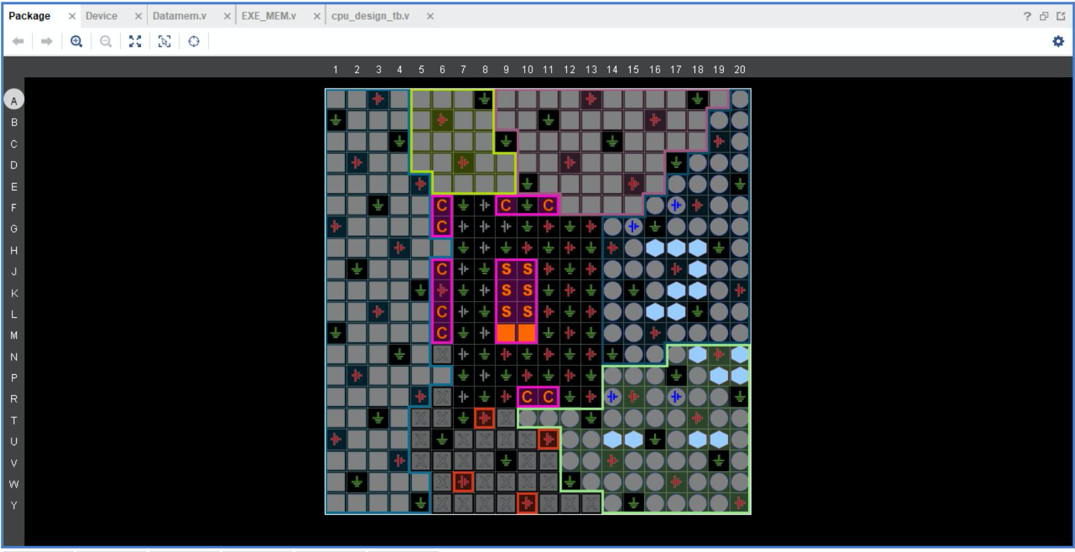 Package × Device × Datamem.v × EXE_MEM.v × cpu_design_tb.v × ?
1 2 3 4 5 6 7 8 9 10 11 12 13 14 15 16 17 18 19 20
A
B
C
D
E
F C C C
G C
H
J C S S
K S S
L C S S
M C
N
P
R C C
T
U
V
W
Y